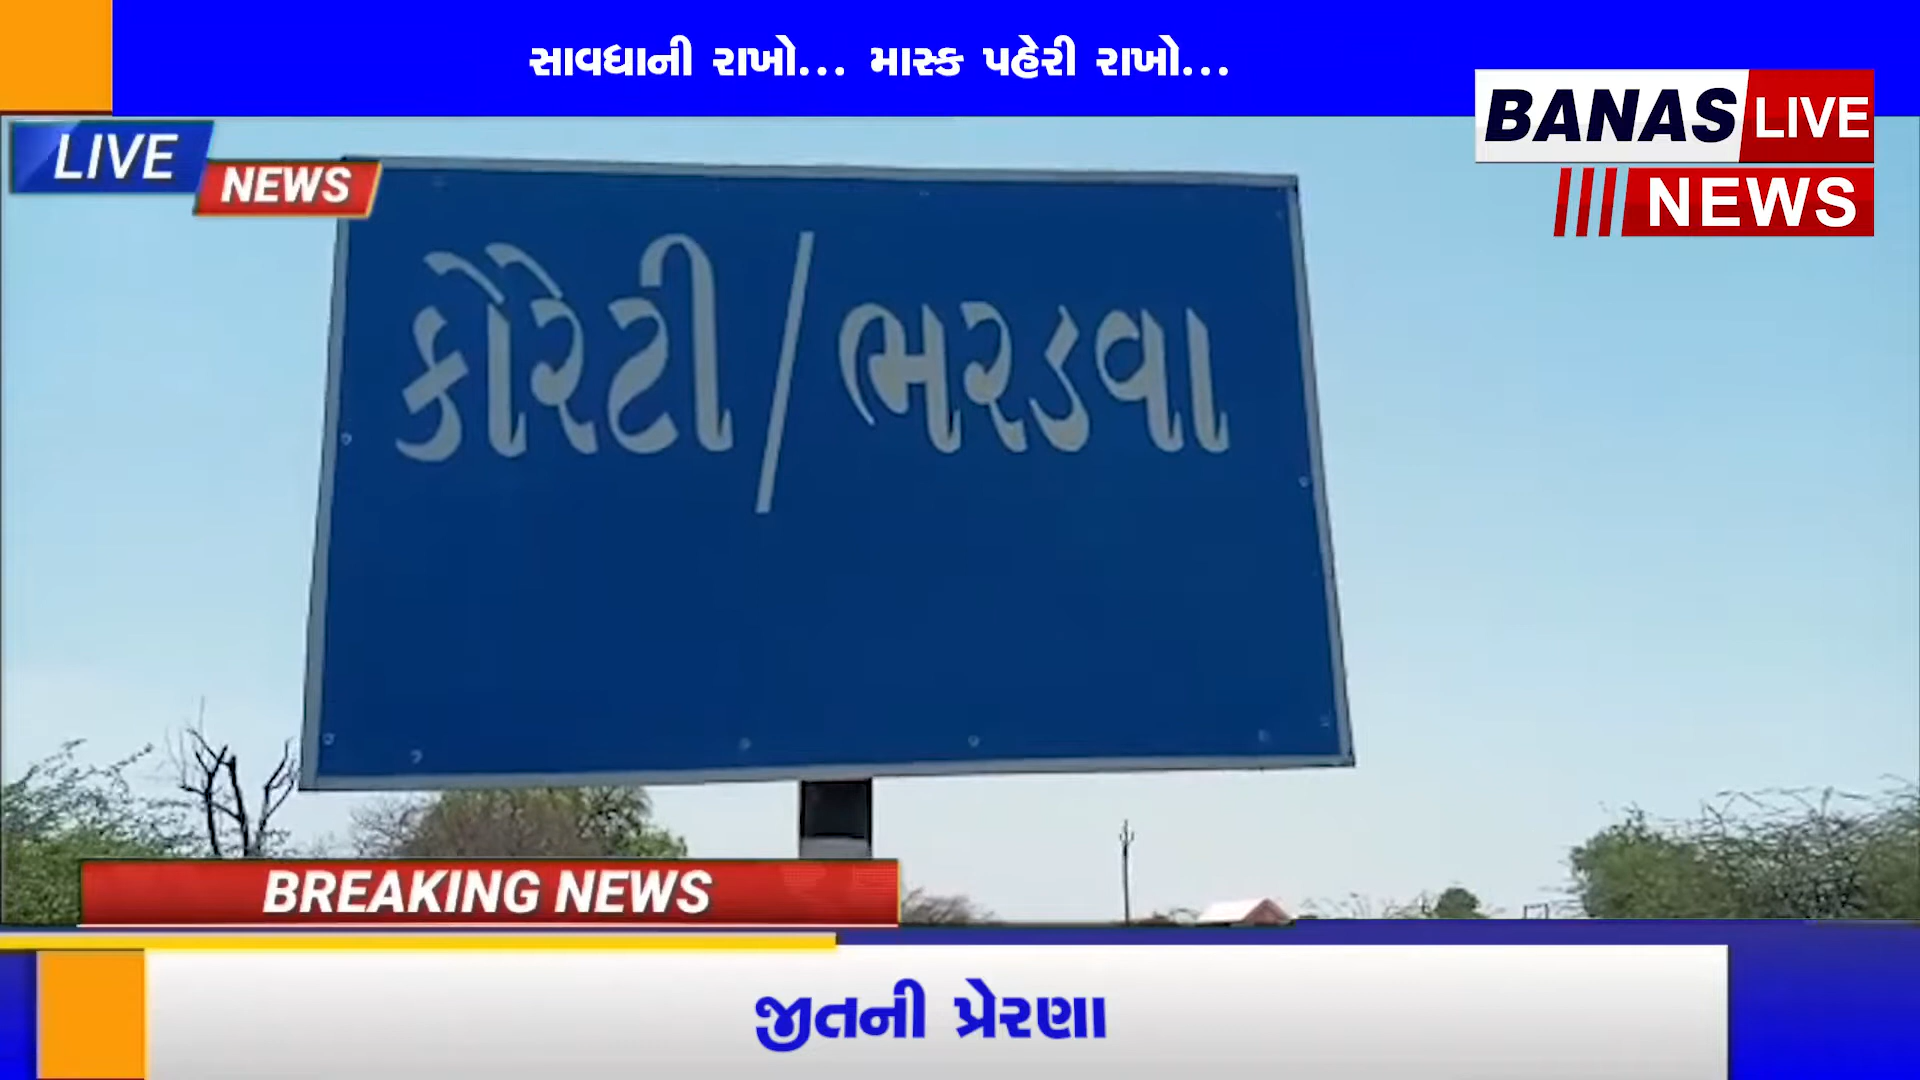 સાવધાની રાખો... માસ્ક પહેરી રાખો...
BANAS LIVE
NEWS
LIVE
NEWS
કોરેટી/ભરડવા
BREAKING NEWS
જીતની પ્રેરણા